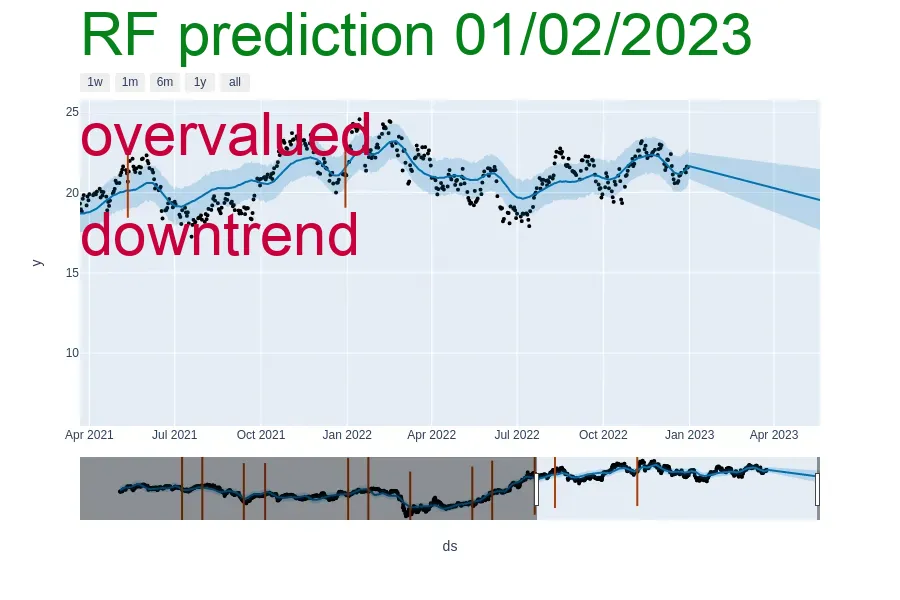 RF prediction 01/02/2023
1w 1m 6m 1y all
25
overvalued
20
downtrend
y
15
10
Apr 2021 Jul 2021 Oct 2021 Jan 2022 Apr 2022 Jul 2022 Oct 2022 Jan 2023 Apr 2023
ds